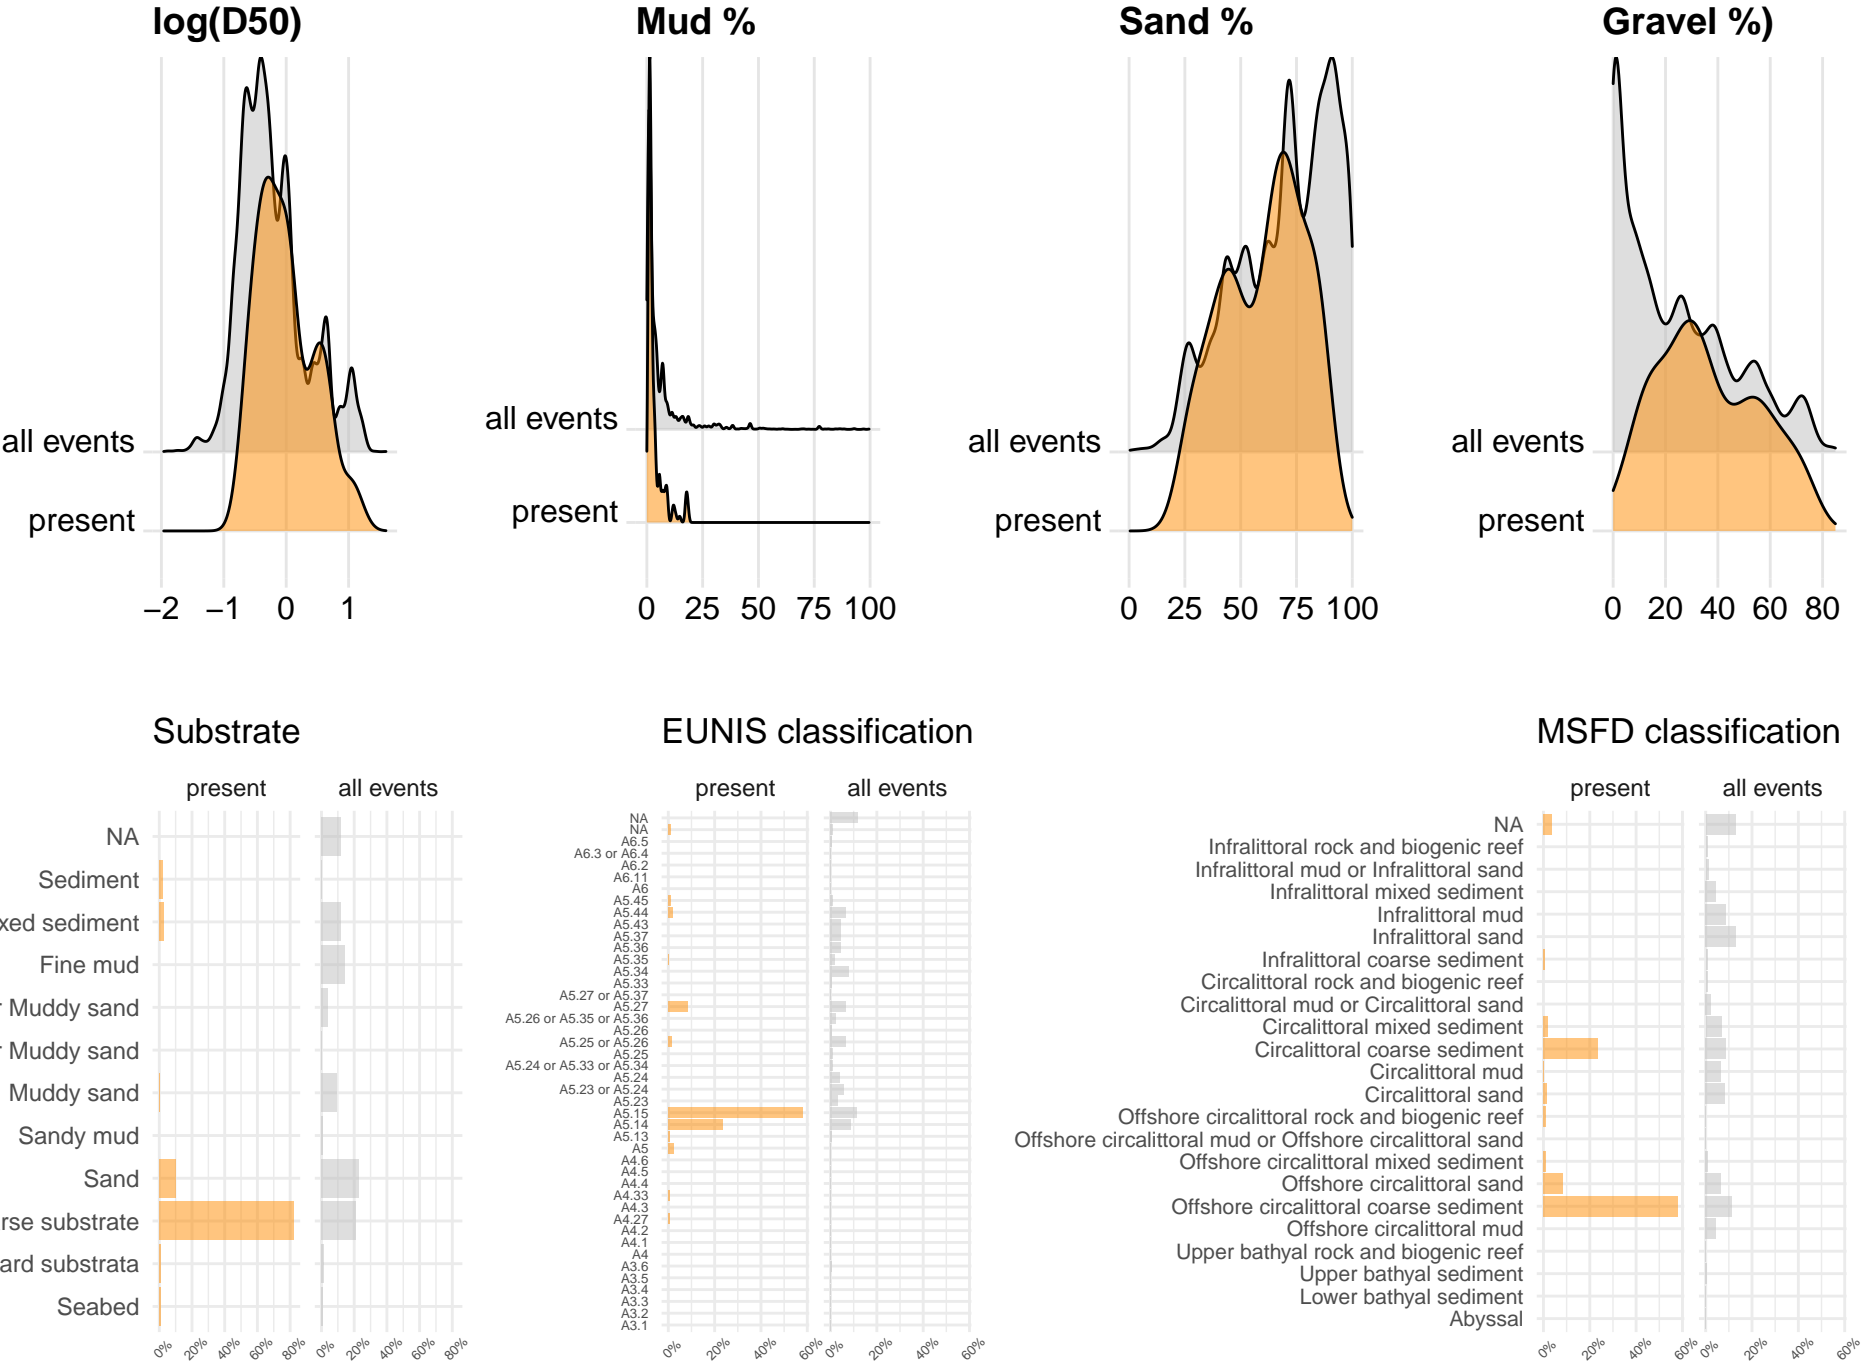 log(D50)
Mud %
Sand %
Gravel %)
all events
present
−2 −1 0 1
all events
present
0 25 50 75 100
all events
present
0 25 50 75 100
all events
present
0 20 40 60 80
Substrate
present all events
NA
Sediment
xed sediment
Fine mud
r Muddy sand
r Muddy sand
Muddy sand
Sandy mud
Sand
rse substrate
ard substrata
Seabed
0% 20% 40% 60% 80% 0% 20% 40% 60% 80%
EUNIS classification
present all events
NA
NA
A6.5
A6.3 or A6.4
A6.2
A6.11
A6
A5.45
A5.44
A5.43
A5.37
A5.36
A5.35
A5.34
A5.33
A5.27 or A5.37
A5.27
A5.26 or A5.35 or A5.36
A5.26
A5.25 or A5.26
A5.25
A5.24 or A5.33 or A5.34
A5.24
A5.23 or A5.24
A5.23
A5.15
A5.14
A5.13
A5
A4.6
A4.5
A4.4
A4.33
A4.3
A4.27
A4.2
A4.1
A4
A3.6
A3.5
A3.4
A3.3
A3.2
A3.1
0% 20% 40% 60% 0% 20% 40% 60%
MSFD classification
present all events
NA
Infralittoral rock and biogenic reef
Infralittoral mud or Infralittoral sand
Infralittoral mixed sediment
Infralittoral mud
Infralittoral sand
Infralittoral coarse sediment
Circalittoral rock and biogenic reef
Circalittoral mud or Circalittoral sand
Circalittoral mixed sediment
Circalittoral coarse sediment
Circalittoral mud
Circalittoral sand
Offshore circalittoral rock and biogenic reef
Offshore circalittoral mud or Offshore circalittoral sand
Offshore circalittoral mixed sediment
Offshore circalittoral sand
Offshore circalittoral coarse sediment
Offshore circalittoral mud
Upper bathyal rock and biogenic reef
Upper bathyal sediment
Lower bathyal sediment
Abyssal
0% 20% 40% 60% 0% 20% 40% 60%